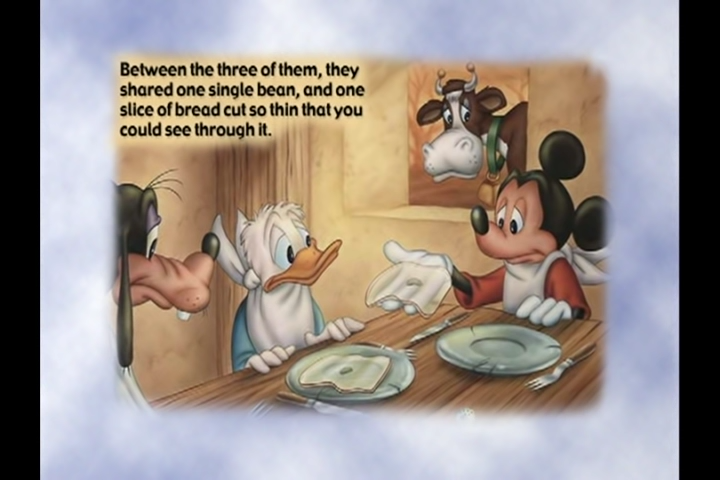 Between the three of them, they
shared one single bean, and one
slice of bread cut so thin that you
could see through it.